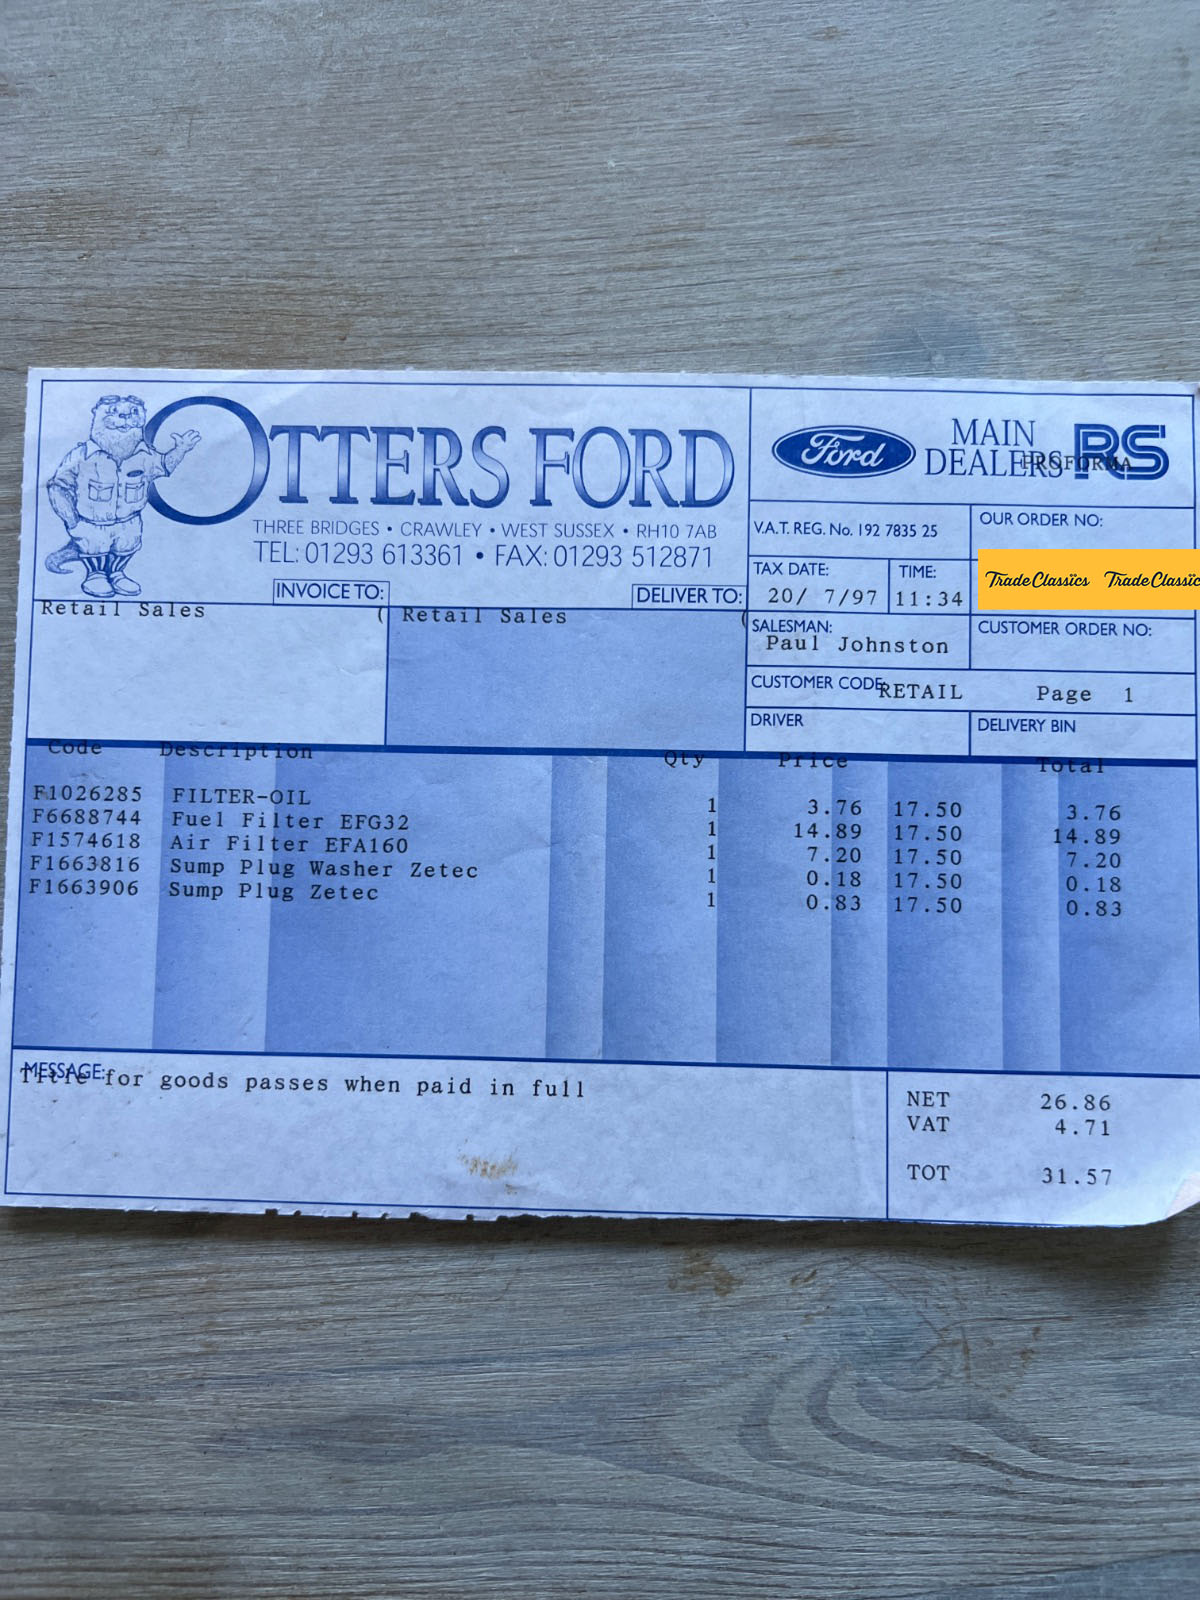 OTTERS FORD
THREE BRIDGES • CRAWLEY • WEST SUSSEX • RH10 7AB
TEL: 01293 613361 • FAX: 01293 512871
Ford MAIN DEALERS RS
PROFORMA
V.A.T. REG. No. 192 7835 25
OUR ORDER NO:
TradeClassics TradeClassic
TAX DATE: TIME:
20/ 7/97 11:34
INVOICE TO: DELIVER TO:
Retail Sales ( Retail Sales (
SALESMAN: CUSTOMER ORDER NO:
Paul Johnston
CUSTOMER CODE: RETAIL Page 1
DRIVER DELIVERY BIN
Code Description Qty Price Total
F1026285 FILTER-OIL 1 3.76 17.50 3.76
F6688744 Fuel Filter EFG32 1 14.89 17.50 14.89
F1574618 Air Filter EFA160 1 7.20 17.50 7.20
F1663816 Sump Plug Washer Zetec 1 0.18 17.50 0.18
F1663906 Sump Plug Zetec 1 0.83 17.50 0.83
MESSAGE:
Title for goods passes when paid in full
NET 26.86
VAT 4.71
TOT 31.57